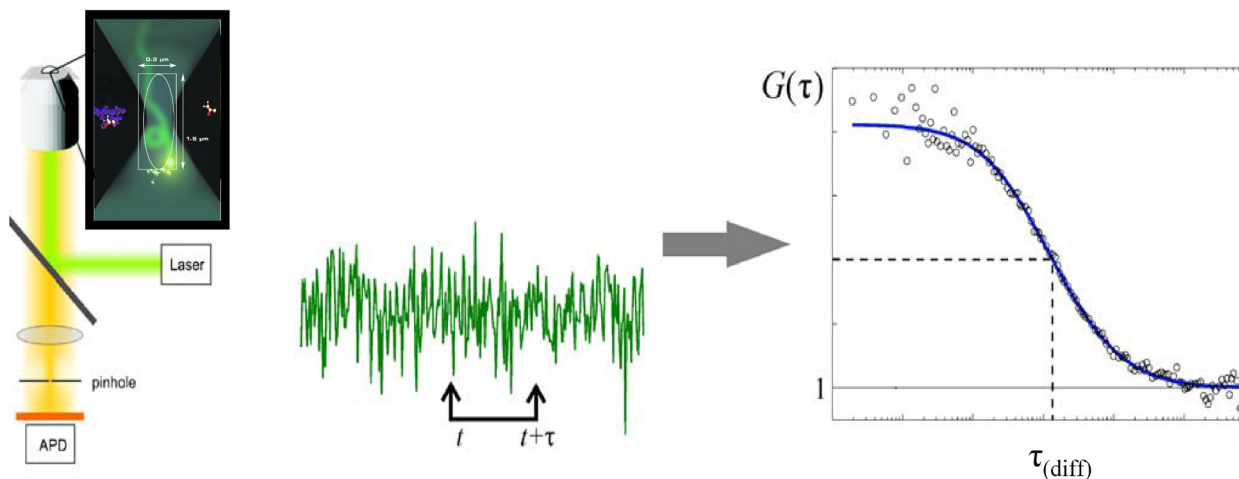 0.3 μm
1.5 μm
Laser
pinhole
APD
t
t+τ
G(τ)
1
τ(diff)